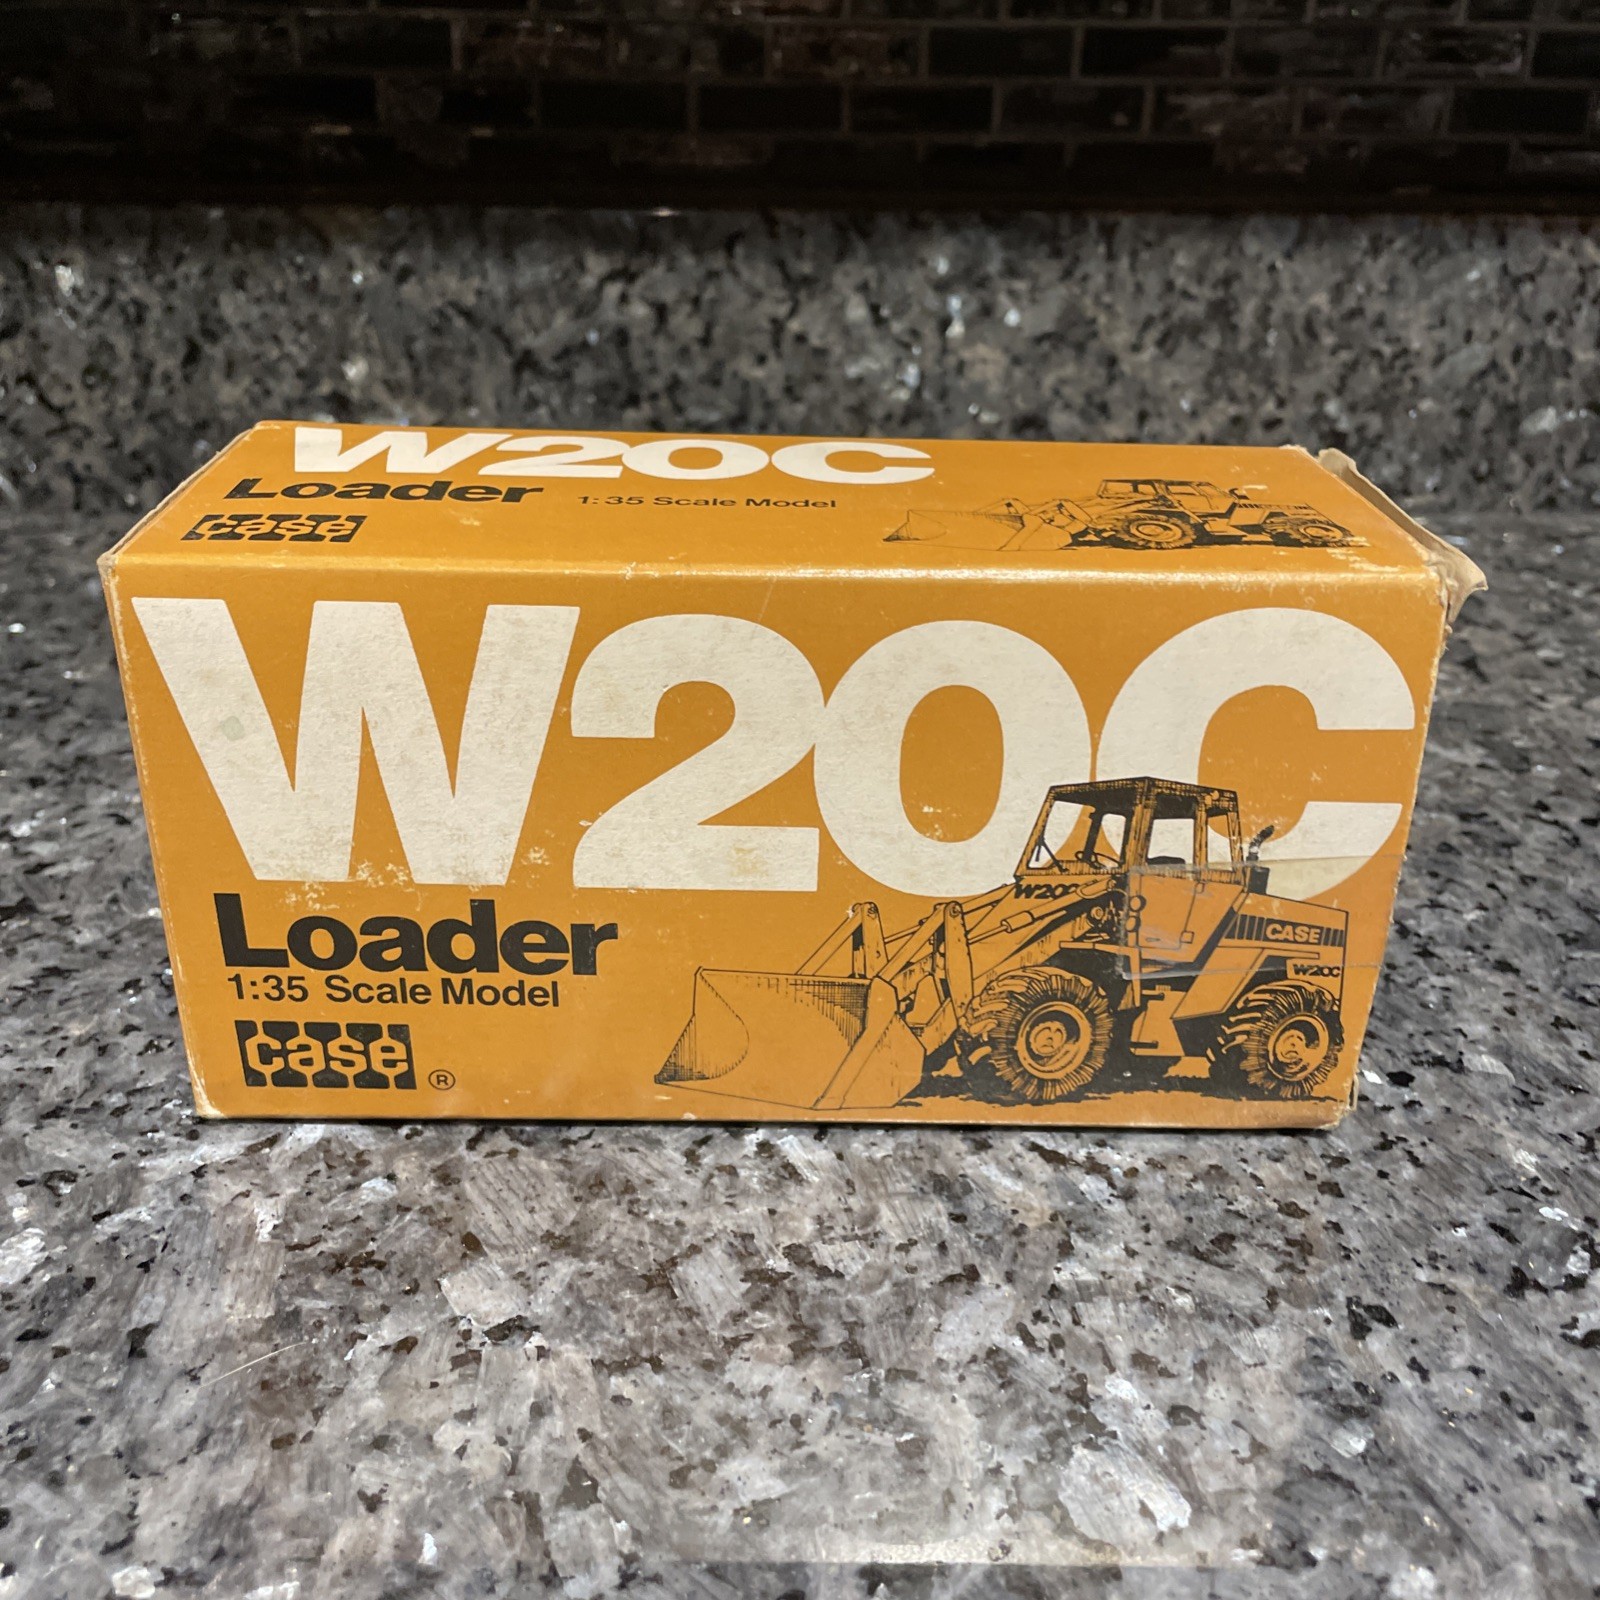 W20C
Loader 1:35 Scale Model
case
W20C
Loader
1:35 Scale Model
case ®
W20C
CASE
W20C